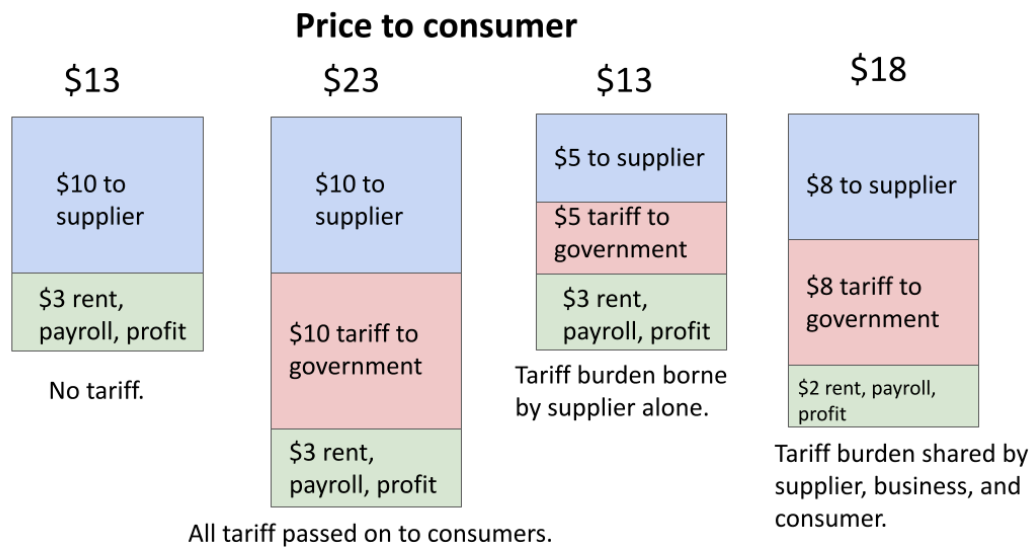 Price to consumer
$13
$10 to
supplier
$3 rent,
payroll, profit
No tariff.
$23
$10 to
supplier
$10 tariff to
government
$3 rent,
payroll, profit
All tariff passed on to consumers.
$13
$5 to supplier
$5 tariff to
government
$3 rent,
payroll, profit
Tariff burden borne
by supplier alone.
$18
$8 to supplier
$8 tariff to
government
$2 rent, payroll,
profit
Tariff burden shared by
supplier, business, and
consumer.